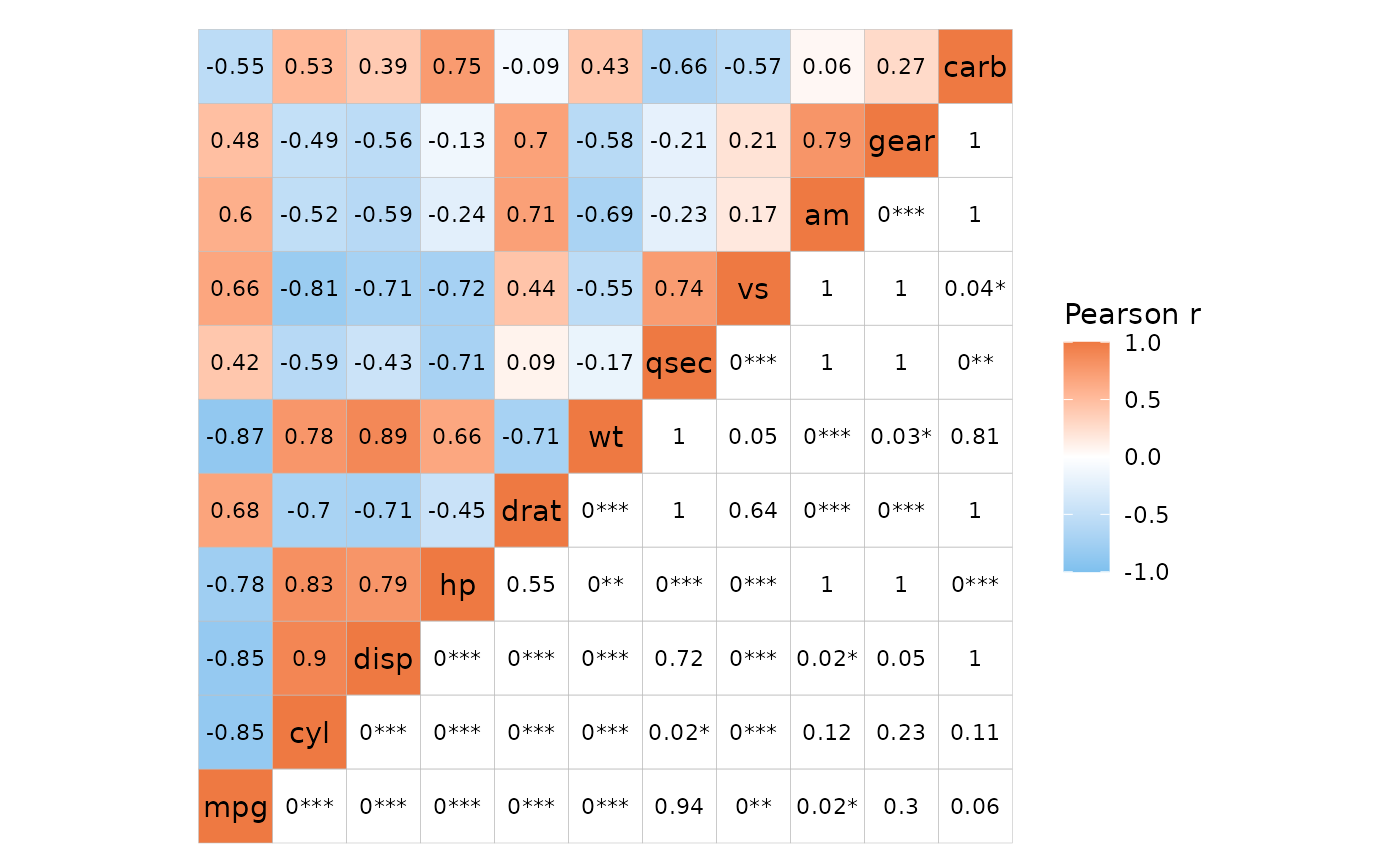 -0.55 0.53 0.39 0.75 -0.09 0.43 -0.66 -0.57 0.06 0.27 carb
0.48 -0.49 -0.56 -0.13 0.7 -0.58 -0.21 0.21 0.79 gear 1
0.6 -0.52 -0.59 -0.24 0.71 -0.69 -0.23 0.17 am 0*** 1
0.66 -0.81 -0.71 -0.72 0.44 -0.55 0.74 vs 1 1 0.04*
0.42 -0.59 -0.43 -0.71 0.09 -0.17 qsec 0*** 1 1 0**
-0.87 0.78 0.89 0.66 -0.71 wt 1 0.05 0*** 0.03* 0.81
0.68 -0.7 -0.71 -0.45 drat 0*** 1 0.64 0*** 0*** 1
-0.78 0.83 0.79 hp 0.55 0** 0*** 0*** 1 1 0***
-0.85 0.9 disp 0*** 0*** 0*** 0.72 0*** 0.02* 0.05 1
-0.85 cyl 0*** 0*** 0*** 0*** 0.02* 0*** 0.12 0.23 0.11
mpg 0*** 0*** 0*** 0*** 0*** 0.94 0** 0.02* 0.3 0.06
Pearson r
1.0
0.5
0.0
-0.5
-1.0